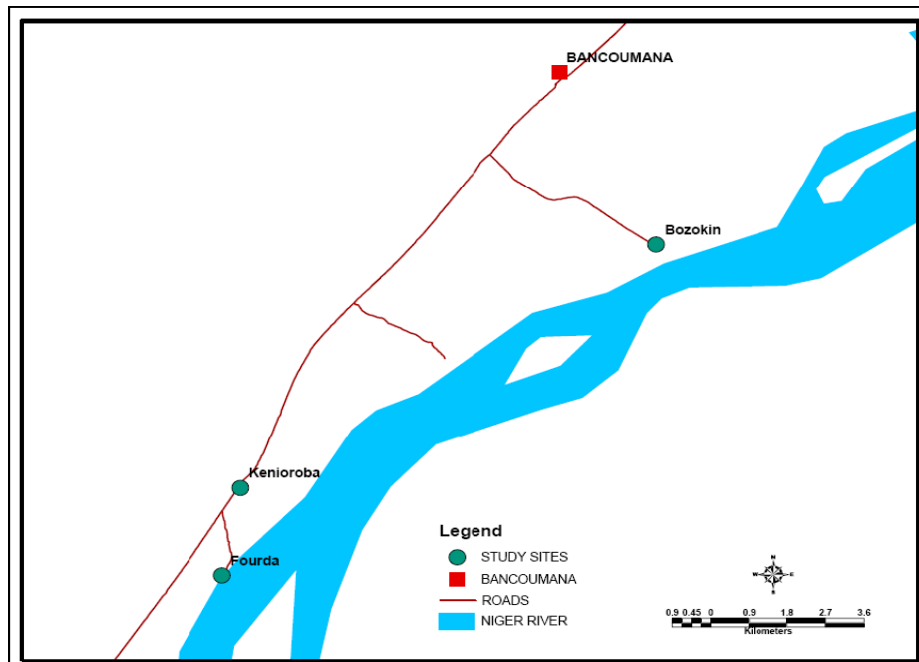 BANCOUMANA
Bozokin
Kenioroba
Fourda
Legend
STUDY SITES
BANCOUMANA
ROADS
NIGER RIVER
N
W E
S
0.9 0.45 0 0.9 1.8 2.7 3.6
Kilometers